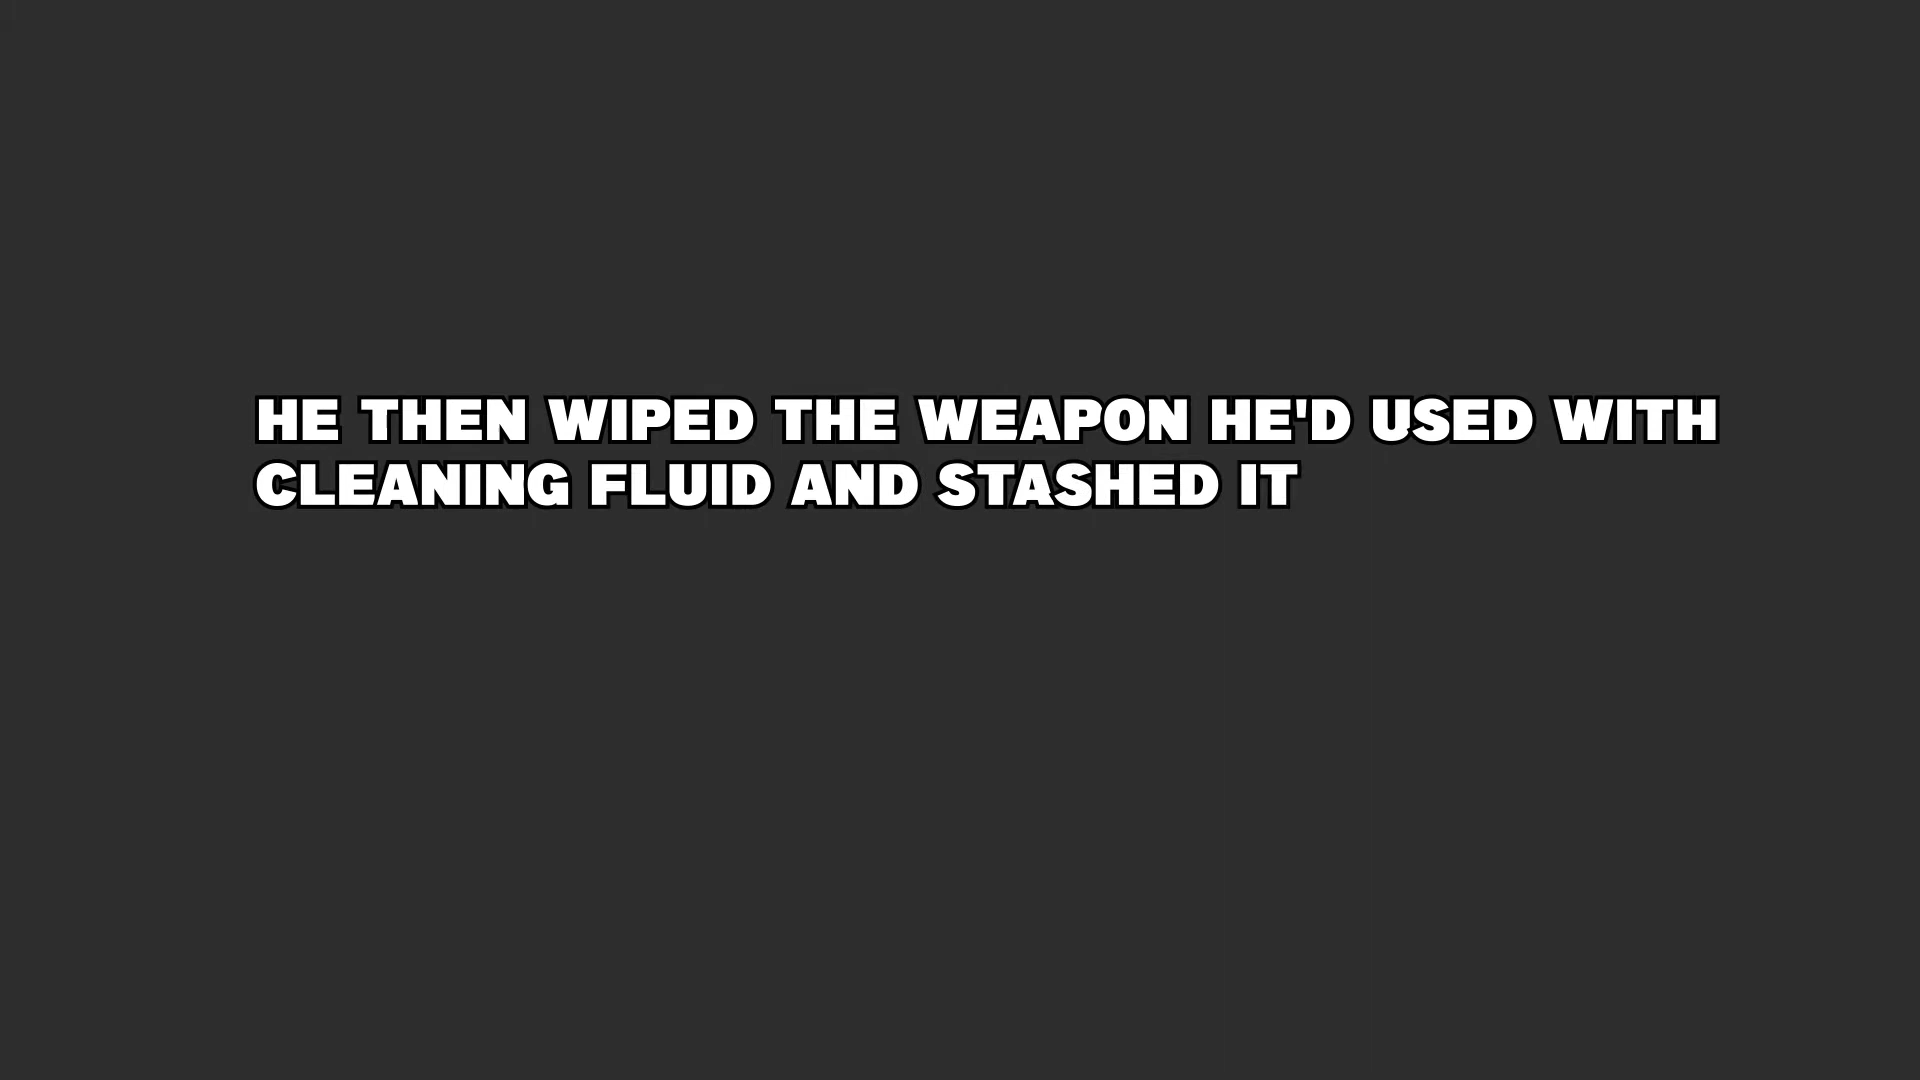 HE THEN WIPED THE WEAPON HE'D USED WITH
CLEANING FLUID AND STASHED IT